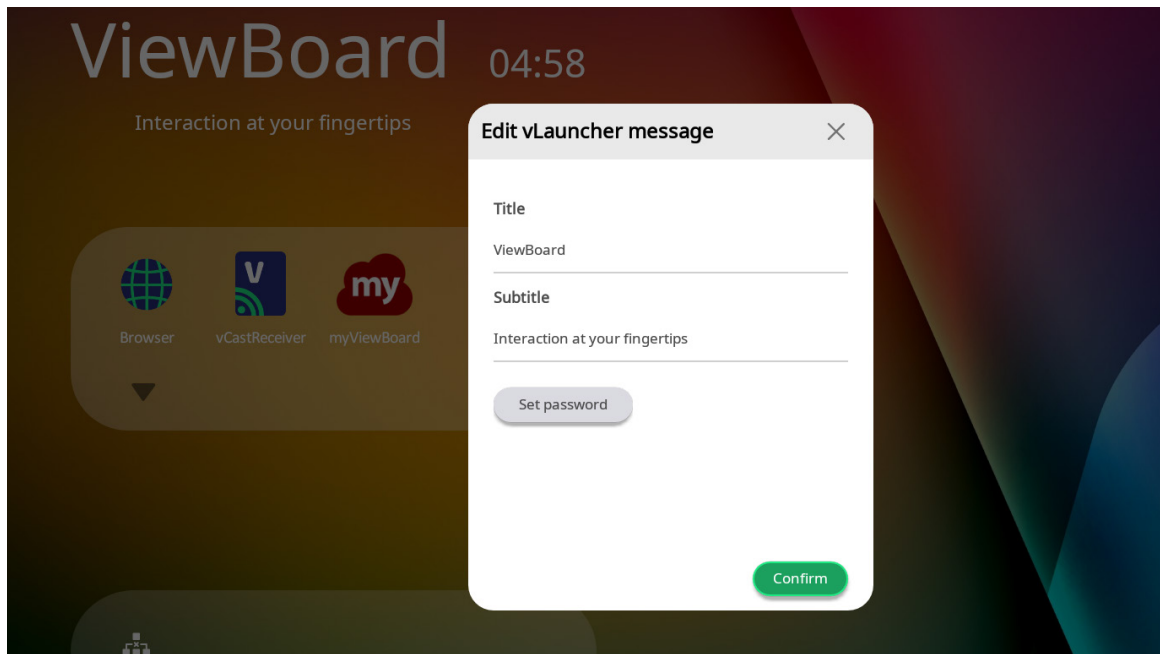 ViewBoard 04:58
Interaction at your fingertips
Edit vLauncher message
Title
ViewBoard
Subtitle
Interaction at your fingertips
Set password
Confirm
V
my
Browser vCastReceiver myViewBoard